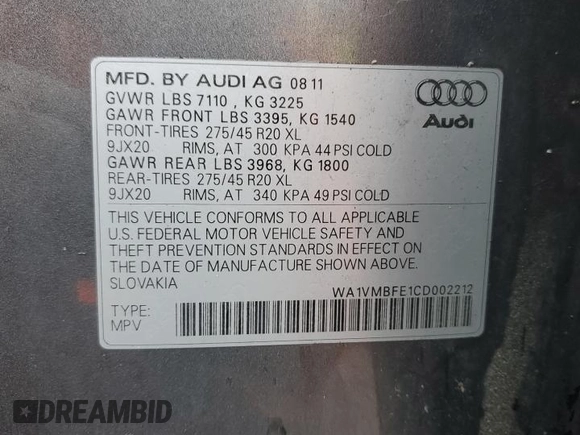 MFD. BY AUDI AG 08 11
GVWR LBS 7110 , KG 3225
GAWR FRONT LBS 3395, KG 1540
FRONT-TIRES 275/45 R20 XL
9JX20 RIMS, AT 300 KPA 44 PSI COLD
GAWR REAR LBS 3968, KG 1800
REAR-TIRES 275/45 R20 XL
9JX20 RIMS, AT 340 KPA 49 PSI COLD
Audi
THIS VEHICLE CONFORMS TO ALL APPLICABLE
U.S. FEDERAL MOTOR VEHICLE SAFETY AND
THEFT PREVENTION STANDARDS IN EFFECT ON
THE DATE OF MANUFACTURE SHOWN ABOVE.
SLOVAKIA
WA1VMBFE1CD002212
TYPE:
MPV
DREAMBID